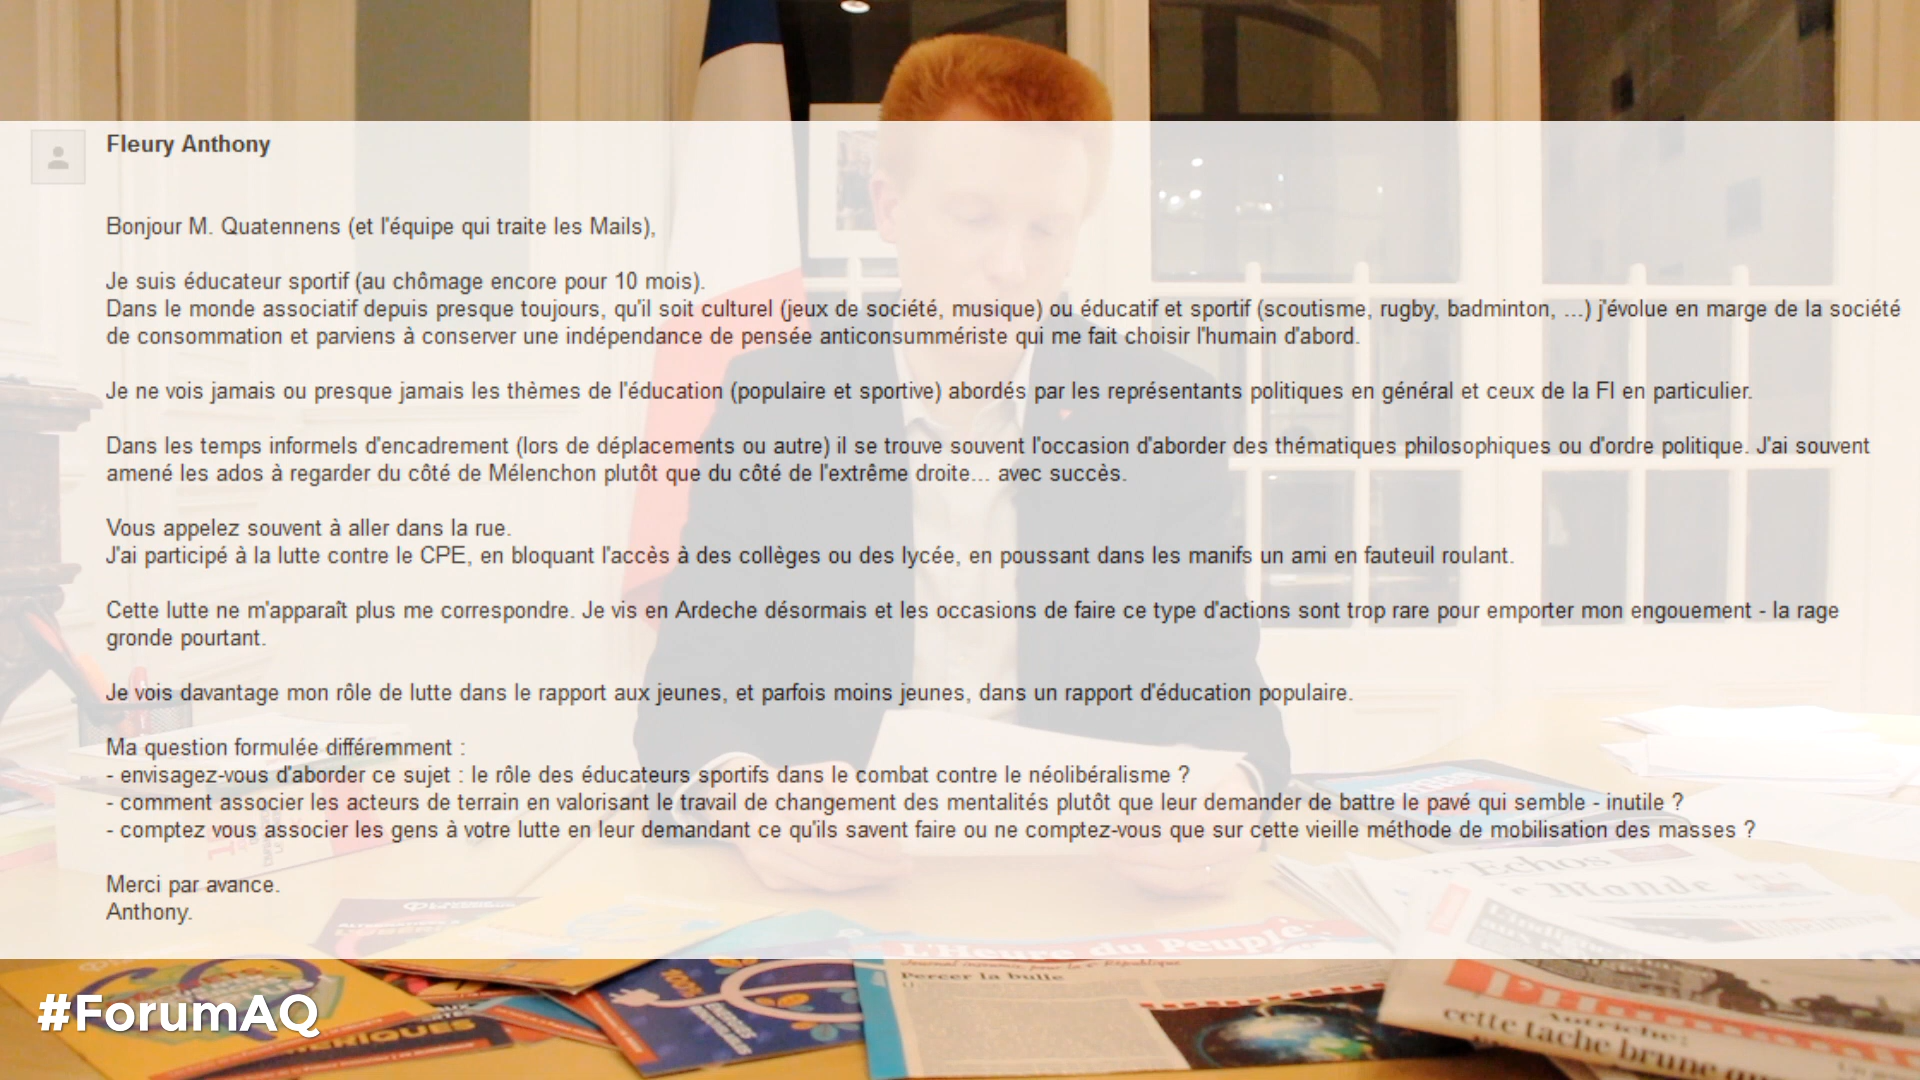 Fleury Anthony
Bonjour M. Quatennens (et l'équipe qui traite les Mails),
Je suis éducateur sportif (au chômage encore pour 10 mois).
Dans le monde associatif depuis presque toujours, qu'il soit culturel (jeux de société, musique) ou éducatif et sportif (scoutisme, rugby, badminton, ...) j'évolue en marge de la société
de consommation et parviens à conserver une indépendance de pensée anticonsummériste qui me fait choisir l'humain d'abord.
Je ne vois jamais ou presque jamais les thèmes de l'éducation (populaire et sportive) abordés par les représentants politiques en général et ceux de la FI en particulier.
Dans les temps informels d'encadrement (lors de déplacements ou autre) il se trouve souvent l'occasion d'aborder des thématiques philosophiques ou d'ordre politique. J'ai souvent
amené les ados à regarder du côté de Mélenchon plutôt que du côté de l'extrême droite... avec succès.
Vous appelez souvent à aller dans la rue.
J'ai participé à la lutte contre le CPE, en bloquant l'accès à des collèges ou des lycée, en poussant dans les manifs un ami en fauteuil roulant.
Cette lutte ne m'apparaît plus me correspondre. Je vis en Ardeche désormais et les occasions de faire ce type d'actions sont trop rare pour emporter mon engouement - la rage
gronde pourtant.
Je vois davantage mon rôle de lutte dans le rapport aux jeunes, et parfois moins jeunes, dans un rapport d'éducation populaire.
Ma question formulée différemment :
- envisagez-vous d'aborder ce sujet : le rôle des éducateurs sportifs dans le combat contre le néolibéralisme ?
- comment associer les acteurs de terrain en valorisant le travail de changement des mentalités plutôt que leur demander de battre le pavé qui semble - inutile ?
- comptez vous associer les gens à votre lutte en leur demandant ce qu'ils savent faire ou ne comptez-vous que sur cette vieille méthode de mobilisation des masses ?
Merci par avance.
Anthony.
Echos
Le Monde
L'Heure du Peuple
Percer la bulle
Autriche:
cette tache brune
#ForumAQ